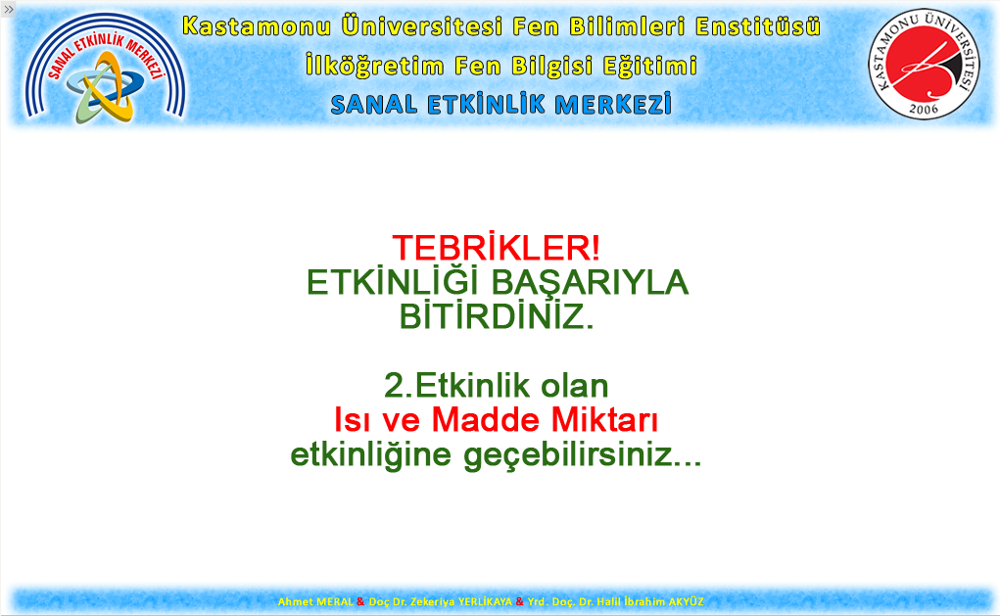 Kastamonu Üniversitesi Fen Bilimleri Enstitüsü
İlköğretim Fen Bilgisi Eğitimi
SANAL ETKİNLİK MERKEZİ
SANAL ETKİNLİK MERKEZİ
KASTAMONU ÜNİVERSİTESİ
2006
TEBRİKLER!
ETKİNLİĞİ BAŞARIYLA
BİTİRDİNİZ.
2.Etkinlik olan
Isı ve Madde Miktarı
etkinliğine geçebilirsiniz...
Ahmet MERAL & Doç Dr. Zekeriya YERLİKAYA & Yrd. Doç. Dr. Halil İbrahim AKYÜZ